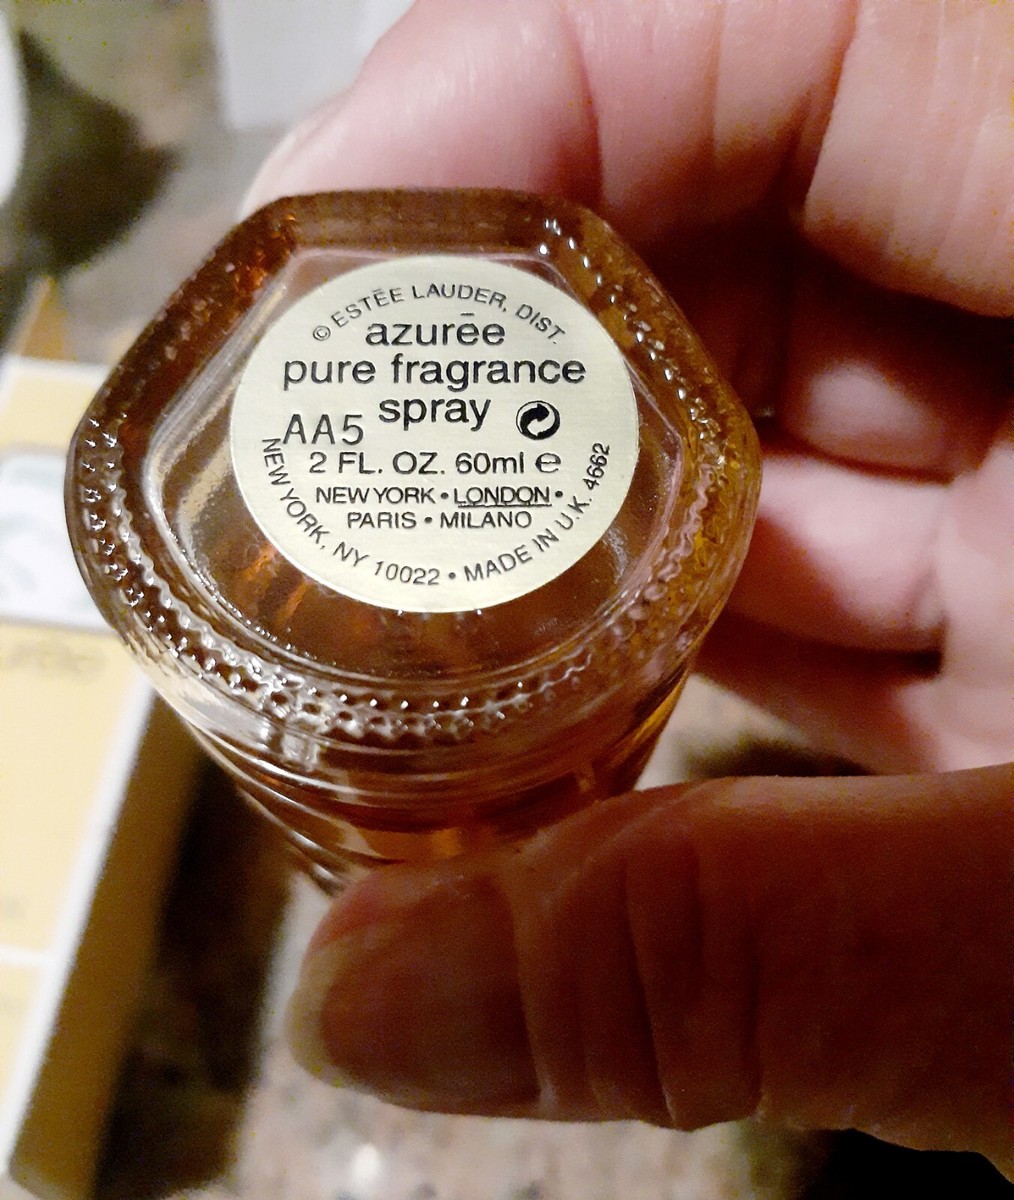 © ESTĒE LAUDER, DIST.
azurēe
pure fragrance
spray
AA5
2 FL. OZ. 60ml ℮
NEW YORK • LONDON •
PARIS • MILANO
NEW YORK, NY 10022 • MADE IN U.K. 4662